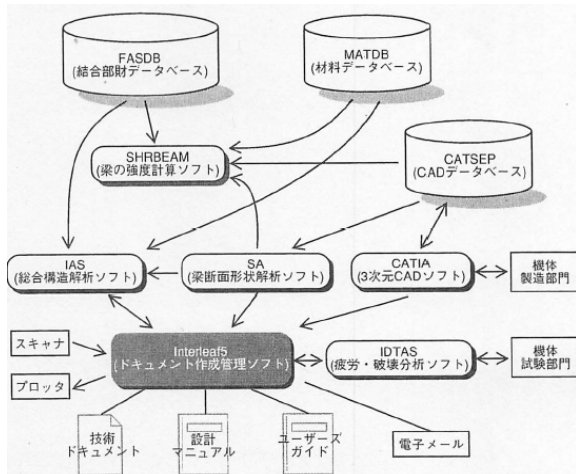 FASDB
(結合部財データベース)
MATDB
(材料データベース)
SHRBEAM
(梁の強度計算ソフト)
CATSEP
(CADデータベース)
IAS
(総合構造解析ソフト)
SA
(梁断面形状解析ソフト)
CATIA
(3次元CADソフト)
機体
製造部門
スキャナ
プロッタ
Interleaf5
(ドキュメント作成管理ソフト)
IDTAS
(疲労・破壊分析ソフト)
機体
試験部門
技術
ドキュメント
設計
マニュアル
ユーザーズ
ガイド
電子メール